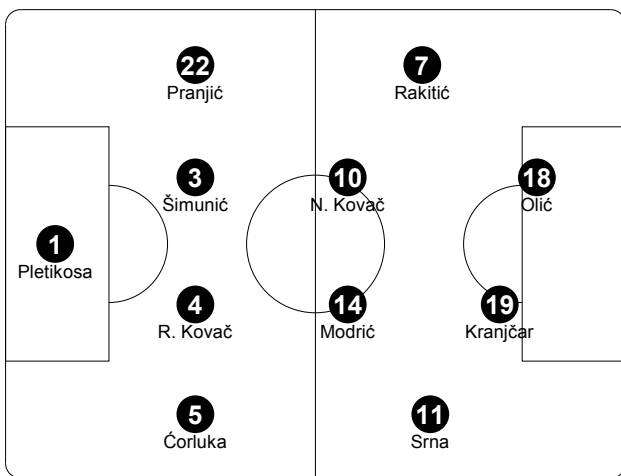 22
Pranjić
7
Rakitić
3
Šimunić
10
N. Kovač
18
Olić
1
Pletikosa
4
R. Kovač
14
Modrić
19
Kranjčar
5
Ćorluka
11
Srna